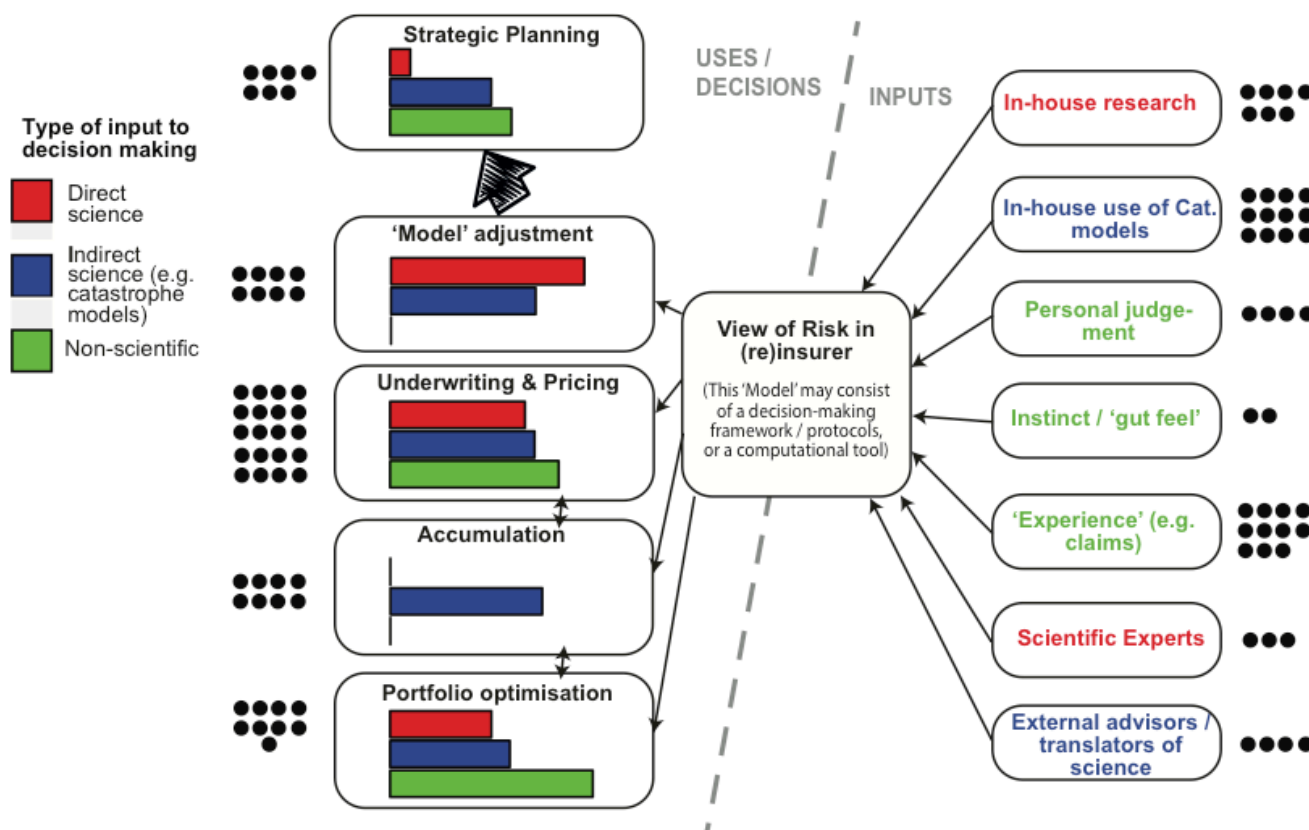 Strategic Planning
USES /
DECISIONS
INPUTS
Type of input to
decision making
Direct
science
Indirect
science (e.g.
catastrophe
models)
Non-scientific
‘Model’ adjustment
Underwriting & Pricing
Accumulation
Portfolio optimisation
View of Risk in
(re)insurer
(This ‘Model’ may consist
of a decision-making
framework / protocols,
or a computational tool)
In-house research
In-house use of Cat.
models
Personal judge-
ment
Instinct / ‘gut feel’
‘Experience’ (e.g.
claims)
Scientific Experts
External advisors /
translators of
science